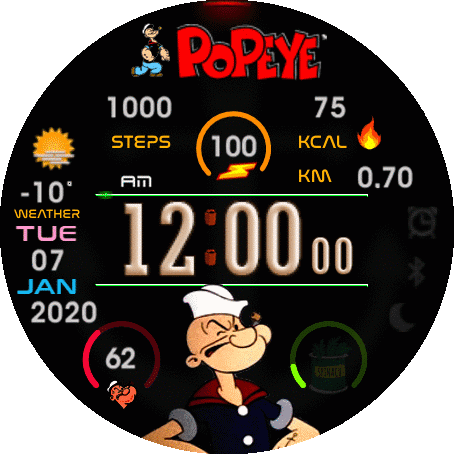 POPEYE
1000
75
STEPS
100
KCAL
KM
0.70
-10°
AM
WEATHER
TUE
12:00 00
07
JAN
2020
62
SPINACH